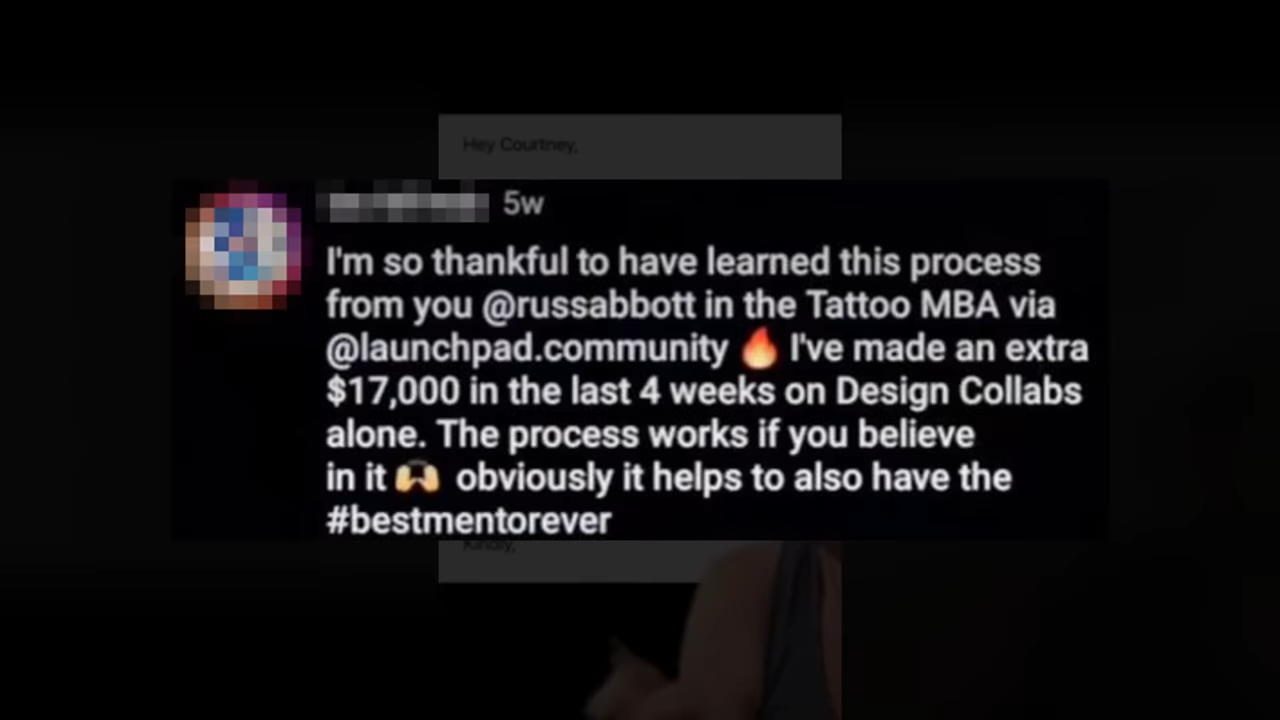 Hey Courtney,
5w
I'm so thankful to have learned this process
from you @russabbott in the Tattoo MBA via
@launchpad.community 🔥 I've made an extra
$17,000 in the last 4 weeks on Design Collabs
alone. The process works if you believe
in it 🙌 obviously it helps to also have the
#bestmentorever
Kindly,